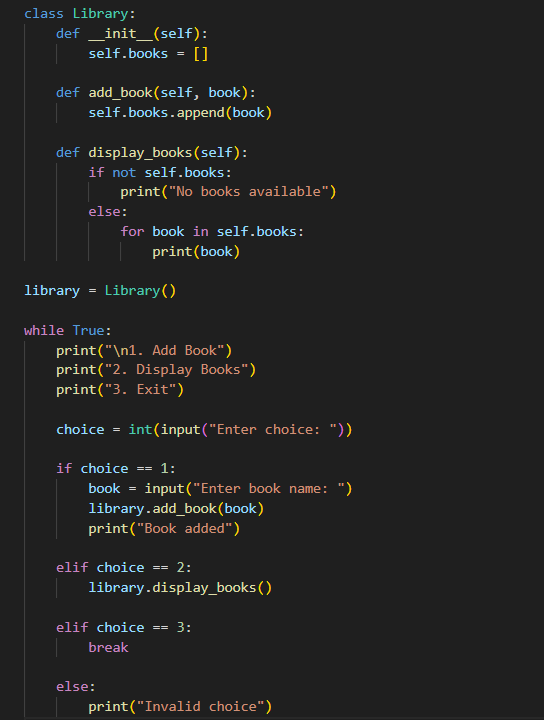 class Library:
    def __init__(self):
        self.books = []

    def add_book(self, book):
        self.books.append(book)

    def display_books(self):
        if not self.books:
            print("No books available")
        else:
            for book in self.books:
                print(book)

library = Library()

while True:
    print("\n1. Add Book")
    print("2. Display Books")
    print("3. Exit")

    choice = int(input("Enter choice: "))

    if choice == 1:
        book = input("Enter book name: ")
        library.add_book(book)
        print("Book added")

    elif choice == 2:
        library.display_books()

    elif choice == 3:
        break

    else:
        print("Invalid choice")